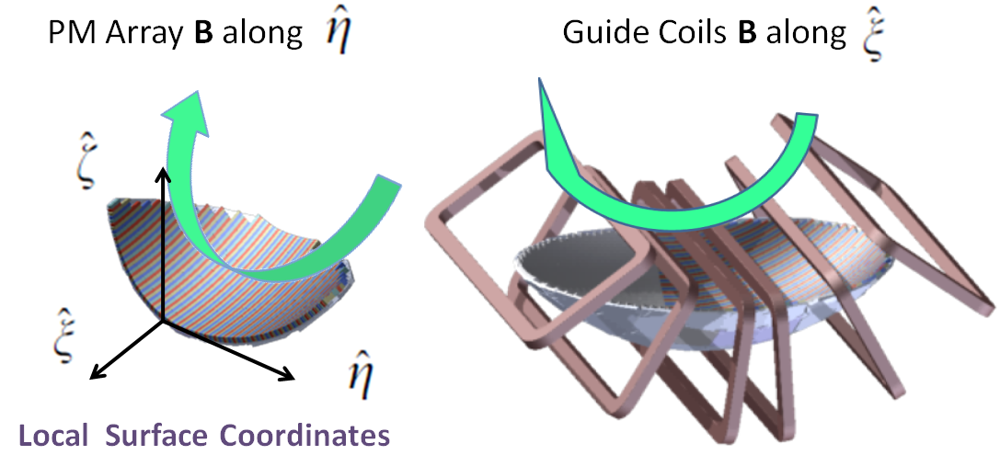 PM Array B along η̂
Guide Coils B along ξ̂
ζ̂
ξ̂
η̂
Local Surface Coordinates